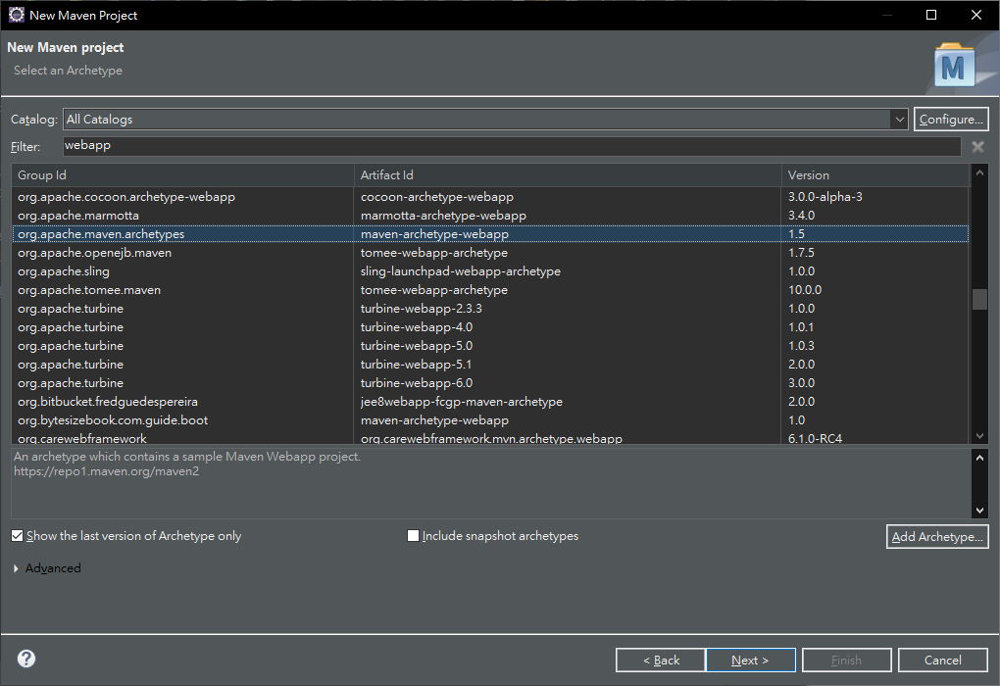 New Maven Project
New Maven project
Select an Archetype
M
Catalog: All Catalogs Configure...
Filter: webapp
Group Id Artifact Id Version
org.apache.cocoon.archetype-webapp cocoon-archetype-webapp 3.0.0-alpha-3
org.apache.marmotta marmotta-archetype-webapp 3.4.0
org.apache.maven.archetypes maven-archetype-webapp 1.5
org.apache.openejb.maven tomee-webapp-archetype 1.7.5
org.apache.sling sling-launchpad-webapp-archetype 1.0.0
org.apache.tomee.maven tomee-webapp-archetype 10.0.0
org.apache.turbine turbine-webapp-2.3.3 1.0.0
org.apache.turbine turbine-webapp-4.0 1.0.1
org.apache.turbine turbine-webapp-5.0 1.0.3
org.apache.turbine turbine-webapp-5.1 2.0.0
org.apache.turbine turbine-webapp-6.0 3.0.0
org.bitbucket.fredguedespereira jee8webapp-fcgp-maven-archetype 2.0.0
org.bytesizebook.com.guide.boot maven-archetype-webapp 1.0
org.carewebframework org.carewebframework.mvn.archetype.webapp 6.1.0-RC4
An archetype which contains a sample Maven Webapp project.
https://repo1.maven.org/maven2
Show the last version of Archetype only Include snapshot archetypes Add Archetype...
Advanced
? < Back Next > Finish Cancel